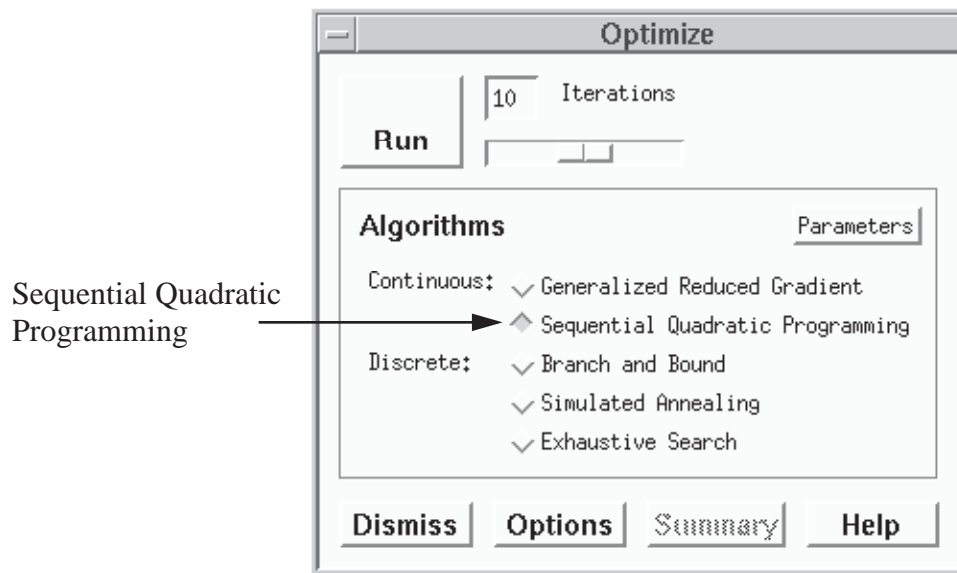 Optimize
10 Iterations
Run
Algorithms
Parameters
Continuous:
Generalized Reduced Gradient
Sequential Quadratic Programming
Discrete:
Branch and Bound
Simulated Annealing
Exhaustive Search
Dismiss
Options
Summary
Help
Sequential Quadratic
Programming